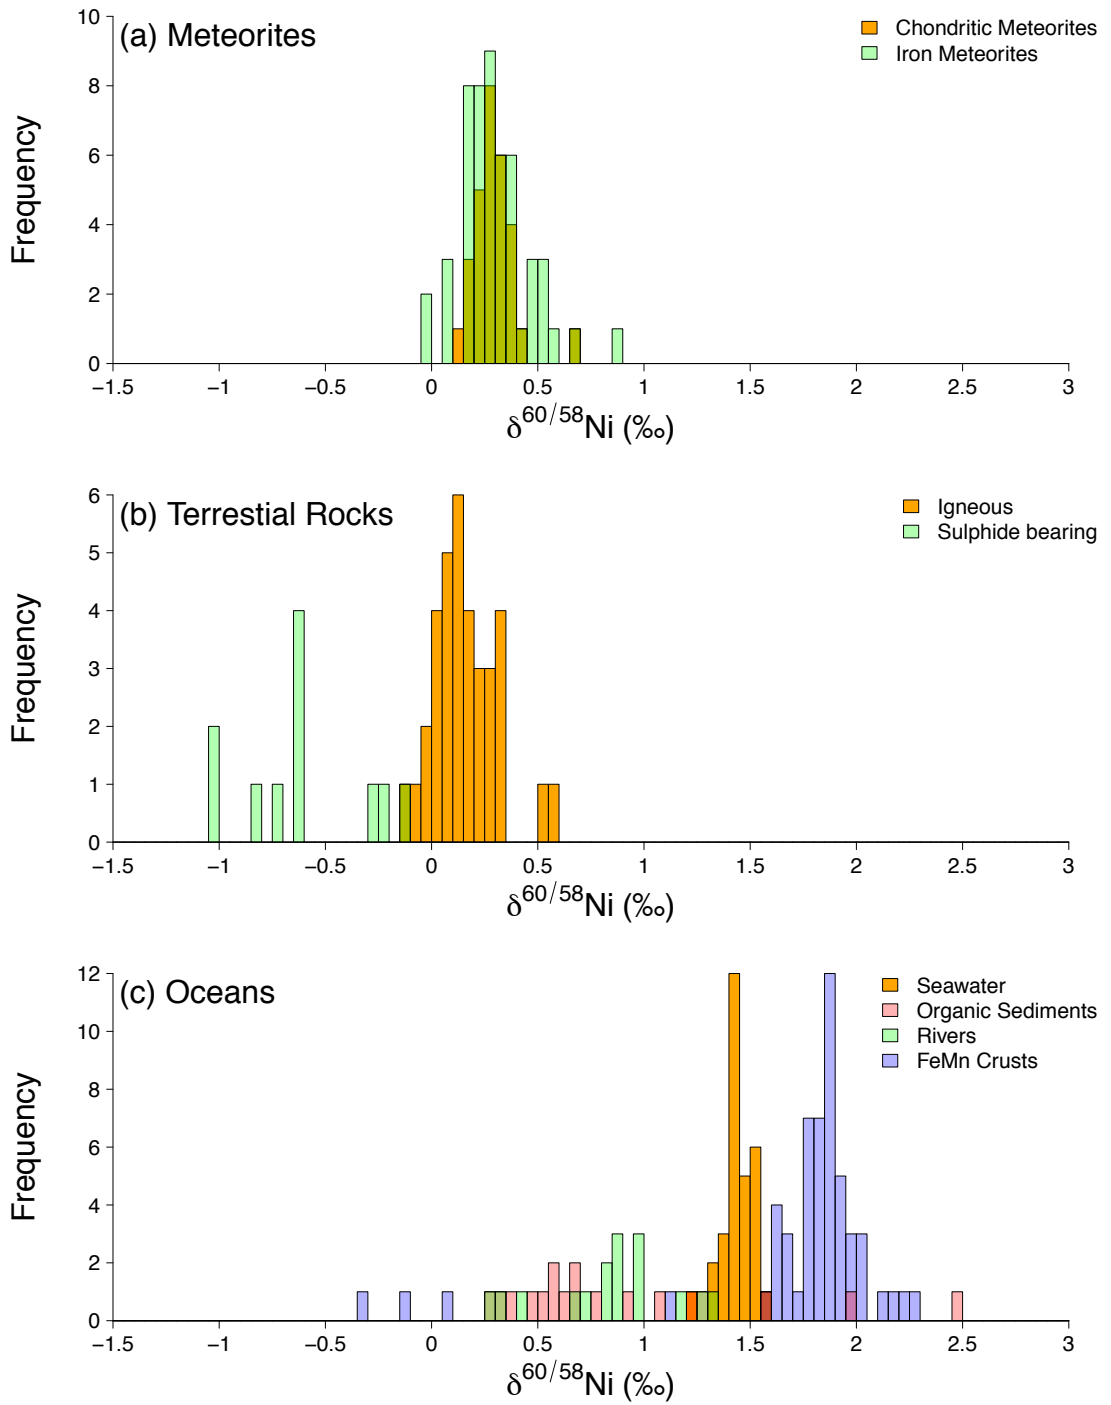 (a) Meteorites
Chondritic Meteorites
Iron Meteorites
Frequency
10
8
6
4
2
0
−1.5 −1 −0.5 0 0.5 1 1.5 2 2.5 3
δ60/58Ni (‰)
(b) Terrestial Rocks
Igneous
Sulphide bearing
Frequency
6
5
4
3
2
1
0
−1.5 −1 −0.5 0 0.5 1 1.5 2 2.5 3
δ60/58Ni (‰)
(c) Oceans
Seawater
Organic Sediments
Rivers
FeMn Crusts
Frequency
12
10
8
6
4
2
0
−1.5 −1 −0.5 0 0.5 1 1.5 2 2.5 3
δ60/58Ni (‰)